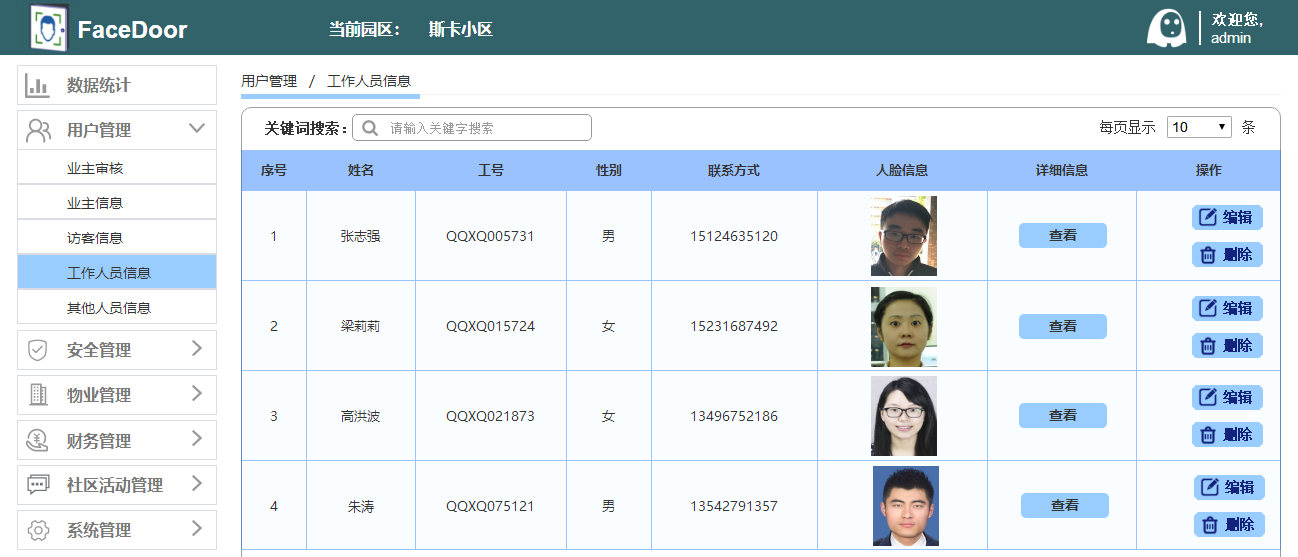 FaceDoor
当前园区： 斯卡小区
欢迎您,
admin
数据统计
用户管理
业主审核
业主信息
访客信息
工作人员信息
其他人员信息
安全管理
物业管理
财务管理
社区活动管理
系统管理
用户管理 / 工作人员信息
关键词搜索： 请输入关键字搜索 每页显示 10 条
序号 姓名 工号 性别 联系方式 人脸信息 详细信息 操作
1 张志强 QQXQ005731 男 15124635120 查看 编辑
删除
2 梁莉莉 QQXQ015724 女 15231687492 查看 编辑
删除
3 高洪波 QQXQ021873 女 13496752186 查看 编辑
删除
4 朱涛 QQXQ075121 男 13542791357 查看 编辑
删除